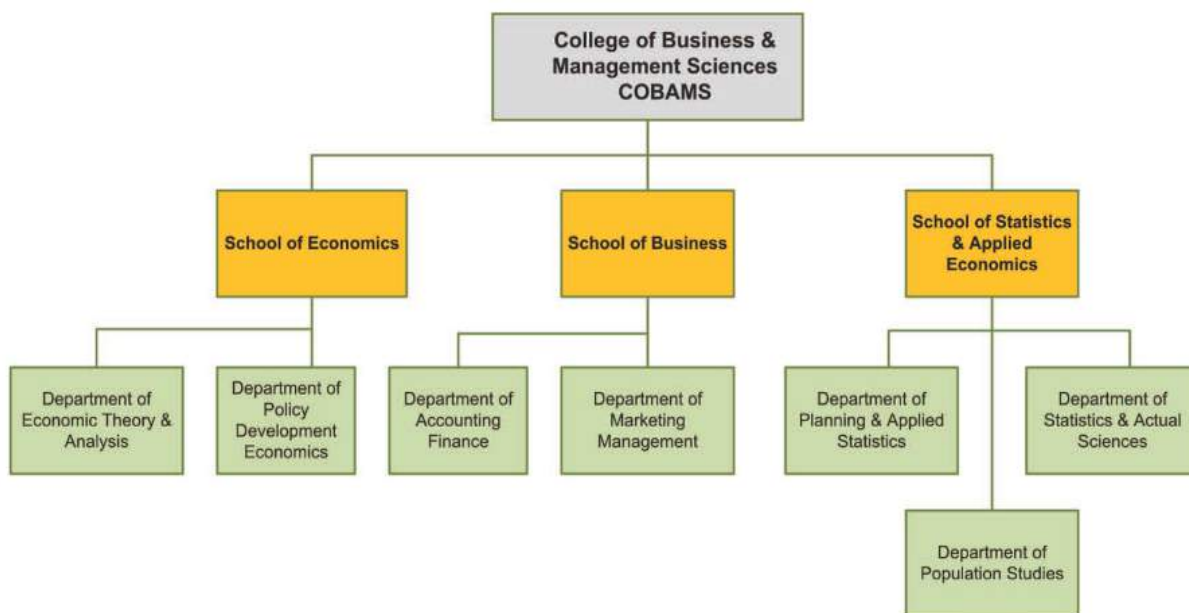 College of Business &
Management Sciences
COBAMS
School of Economics
School of Business
School of Statistics
& Applied
Economics
Department of
Economic Theory &
Analysis
Department of
Policy
Development
Economics
Department of
Accounting
Finance
Department of
Marketing
Management
Department of
Planning & Applied
Statistics
Department of
Statistics & Actual
Sciences
Department of
Population Studies